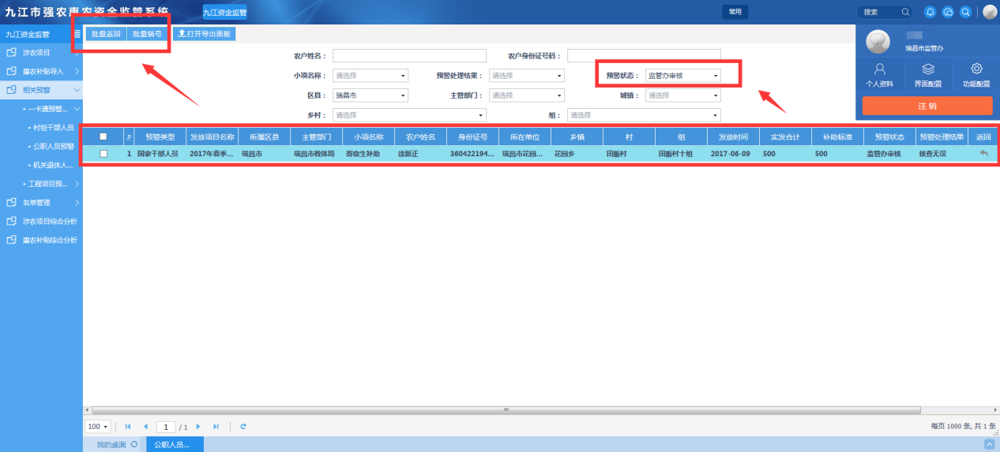 九江市强农惠农资金监管系统 九江资金监管 常用 搜索
九江资金监管 批量返回 批量销号 打开导出面板
瑞昌市监管办
个人资料 界面配置 功能配置
注 销
涉农项目
惠农补贴导入
相关预警
一卡通预警...
村组干部人员
公职人员预警
机关退休人...
工程项目预...
名单管理
涉农项目综合分析
惠农补贴综合分析
农户姓名： 农户身份证号码：
小项名称： 请选择 预警处理结果： 请选择 预警状态： 监管办审核
区县： 瑞昌市 主管部门： 请选择 城镇： 请选择
乡村： 请选择 组： 请选择
预警类型 发放项目名称 所属区县 主管部门 小项名称 农户姓名 身份证号 所在单位 乡镇 村 组 发放时间 实发合计 补助标准 预警状态 预警处理结果 返回
1 国家干部人员 2017年春季... 瑞昌市 瑞昌市教体局 寄宿生补助 徐新正 360422194... 瑞昌市花园... 花园乡 田畈村 田畈村十组 2017-06-09 500 500 监管办审核 核查无误
100 1 / 1 每页 1000 条, 共 1 条
我的桌面 公职人员...